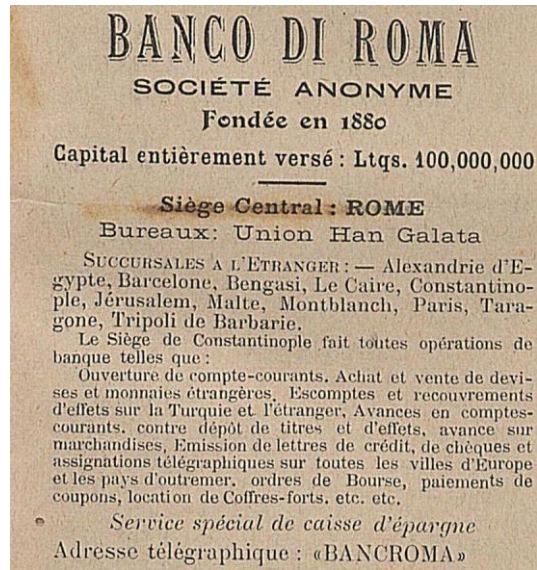 BANCO DI ROMA
SOCIÉTÉ ANONYME
Fondée en 1880
Capital entièrement versé : Ltqs. 100,000,000
Siège Central : ROME
Bureaux: Union Han Galata
SUCCURSALES A L'ETRANGER : — Alexandrie d'E-
gypte, Barcelone, Bengasi, Le Caire, Constantino-
ple, Jérusalem, Malte, Montblanch, Paris, Tara-
gone, Tripoli de Barbarie.
Le Siège de Constantinople fait toutes opérations de
banque telles que :
Ouverture de compte-courants. Achat et vente de devi-
ses et monnaies étrangères. Escomptes et recouvrements
d'effets sur la Turquie et l'étranger, Avances en comptes-
courants. contre dépôt de titres et d'effets, avance sur
marchandises, Emission de lettres de crédit, de chèques et
assignations télégraphiques sur toutes les villes d'Europe
et les pays d'outremer. ordres de Bourse, paiements de
coupons, location de Coffres-forts. etc. etc.
Service spécial de caisse d'épargne
Adresse télégraphique : «BANCROMA»